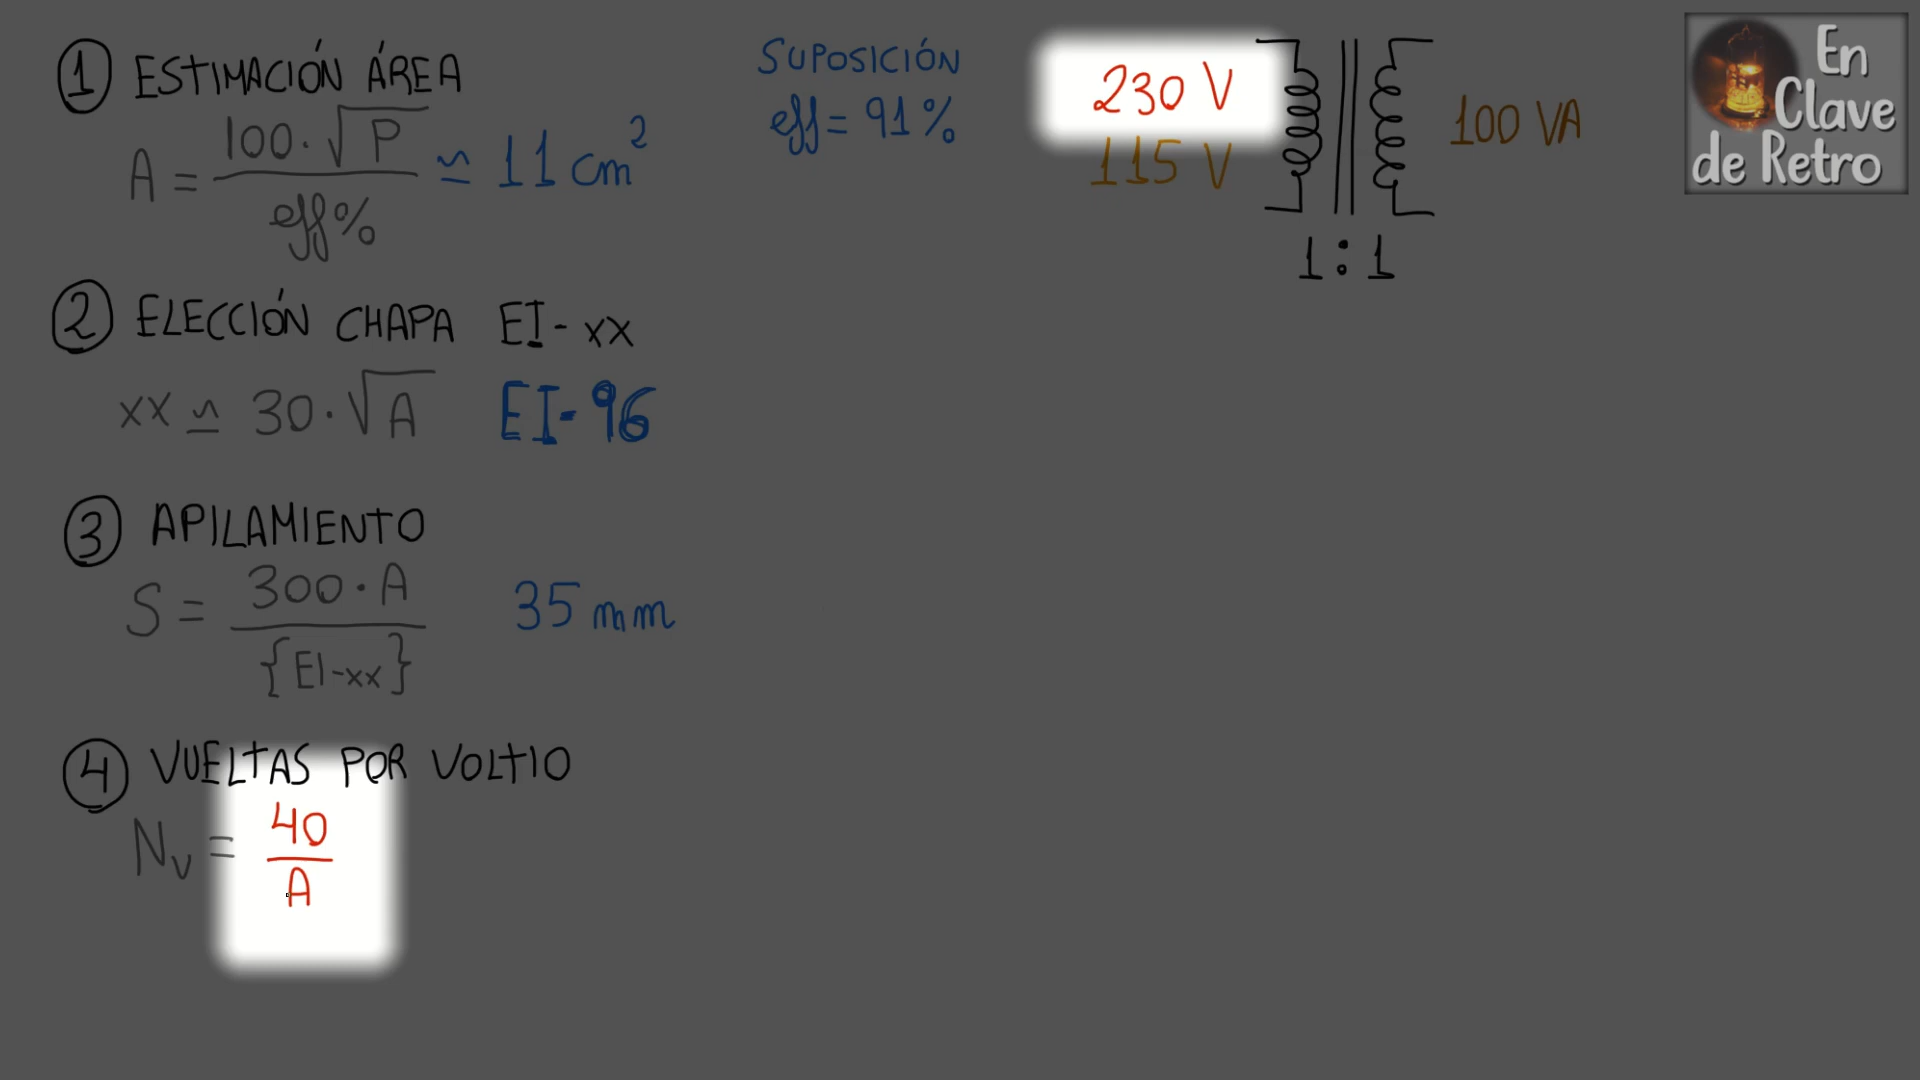 ① ESTIMACIÓN ÁREA
A = 100·√P / eff% ≃ 11 cm²
SUPOSICIÓN
eff = 91%
230 V
115 V
100 VA
1 : 1
En
Clave
de Retro
② ELECCIÓN CHAPA EI-xx
xx ≃ 30·√A EI-96
③ APILAMIENTO
S = 300·A / {EI-xx} 35 mm
④ VUELTAS POR VOLTIO
Nv = 40 / A